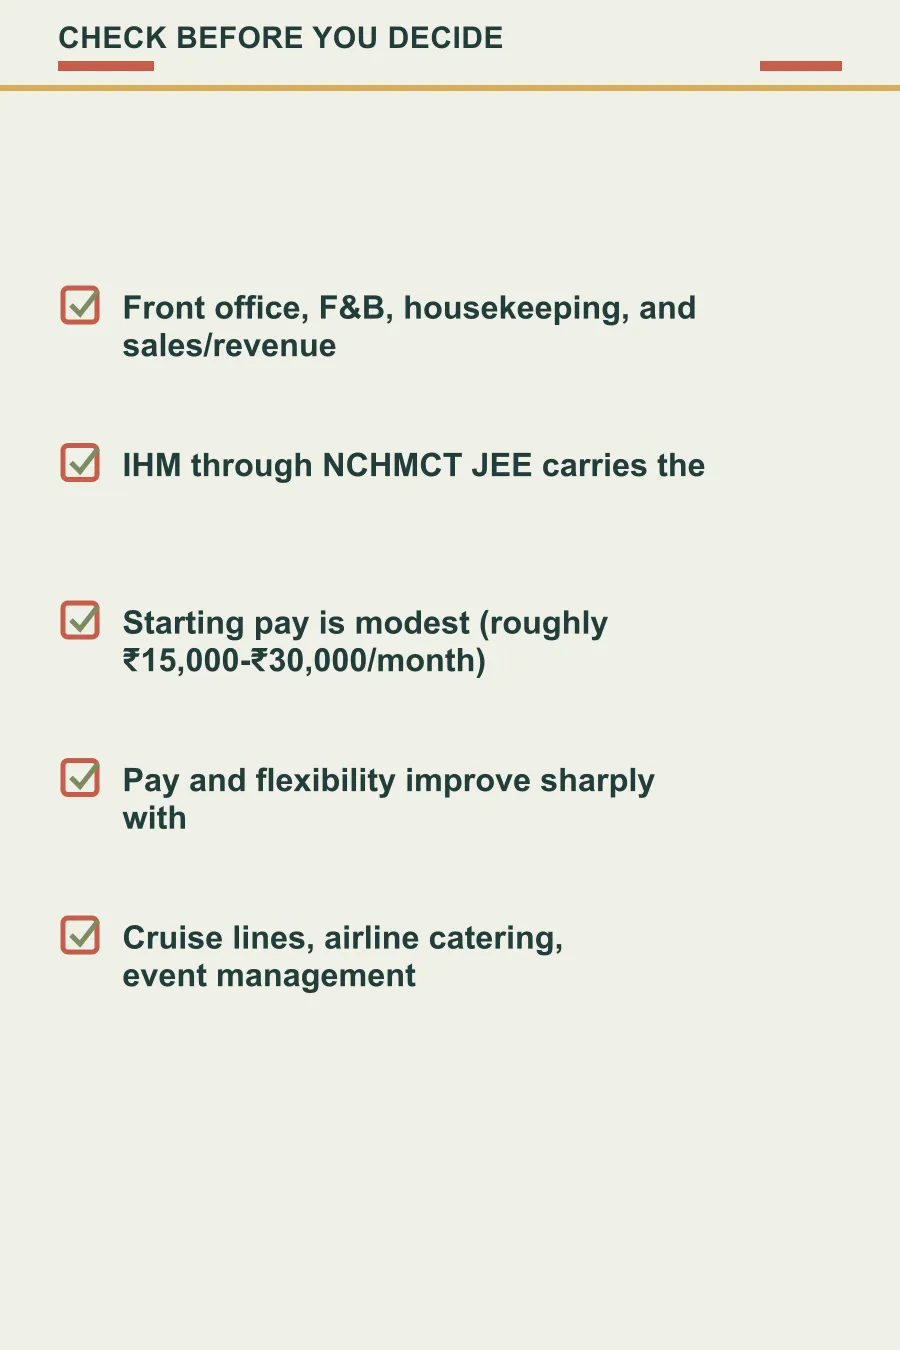 CHECK BEFORE YOU DECIDE
Front office, F&B, housekeeping, and
sales/revenue
IHM through NCHMCT JEE carries the
Starting pay is modest (roughly
₹15,000-₹30,000/month)
Pay and flexibility improve sharply
with
Cruise lines, airline catering,
event management